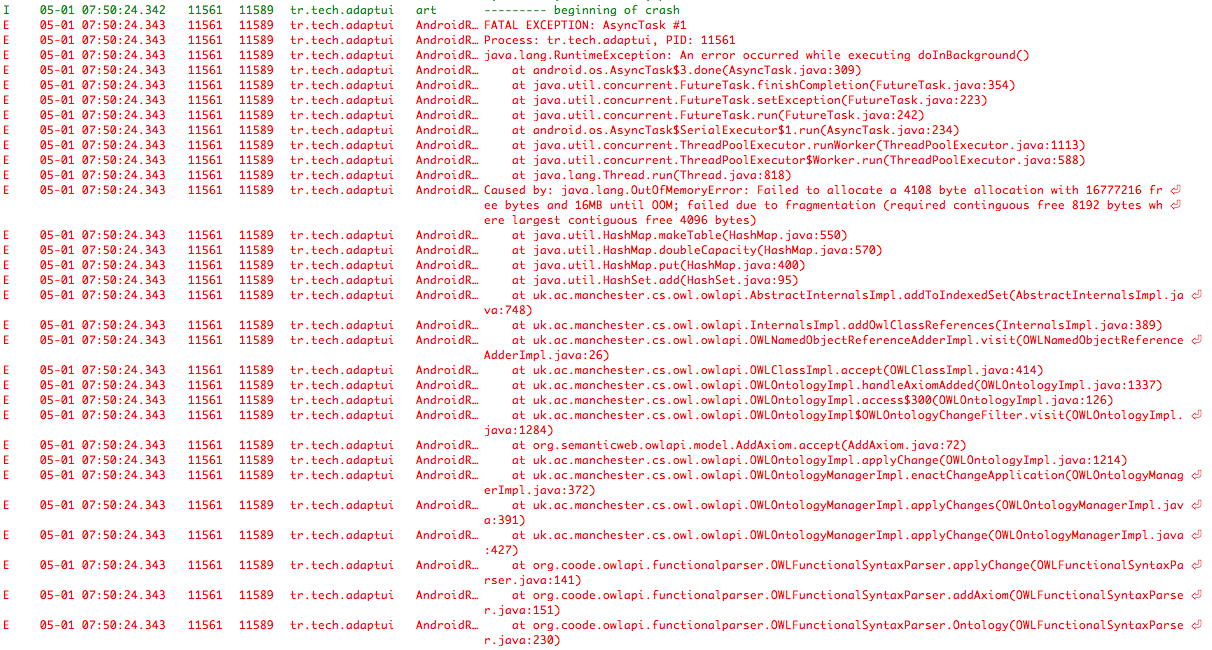 I 05-01 07:50:24.342 11561 11589 tr.tech.adaptui art --------- beginning of crash
E 05-01 07:50:24.343 11561 11589 tr.tech.adaptui AndroidR… FATAL EXCEPTION: AsyncTask #1
E 05-01 07:50:24.343 11561 11589 tr.tech.adaptui AndroidR… Process: tr.tech.adaptui, PID: 11561
E 05-01 07:50:24.343 11561 11589 tr.tech.adaptui AndroidR… java.lang.RuntimeException: An error occurred while executing doInBackground()
E 05-01 07:50:24.343 11561 11589 tr.tech.adaptui AndroidR… at android.os.AsyncTask$3.done(AsyncTask.java:309)
E 05-01 07:50:24.343 11561 11589 tr.tech.adaptui AndroidR… at java.util.concurrent.FutureTask.finishCompletion(FutureTask.java:354)
E 05-01 07:50:24.343 11561 11589 tr.tech.adaptui AndroidR… at java.util.concurrent.FutureTask.setException(FutureTask.java:223)
E 05-01 07:50:24.343 11561 11589 tr.tech.adaptui AndroidR… at java.util.concurrent.FutureTask.run(FutureTask.java:242)
E 05-01 07:50:24.343 11561 11589 tr.tech.adaptui AndroidR… at android.os.AsyncTask$SerialExecutor$1.run(AsyncTask.java:234)
E 05-01 07:50:24.343 11561 11589 tr.tech.adaptui AndroidR… at java.util.concurrent.ThreadPoolExecutor.runWorker(ThreadPoolExecutor.java:1113)
E 05-01 07:50:24.343 11561 11589 tr.tech.adaptui AndroidR… at java.util.concurrent.ThreadPoolExecutor$Worker.run(ThreadPoolExecutor.java:588)
E 05-01 07:50:24.343 11561 11589 tr.tech.adaptui AndroidR… at java.lang.Thread.run(Thread.java:818)
E 05-01 07:50:24.343 11561 11589 tr.tech.adaptui AndroidR… Caused by: java.lang.OutOfMemoryError: Failed to allocate a 4108 byte allocation with 16777216 fr ⏎
ee bytes and 16MB until OOM; failed due to fragmentation (required continguous free 8192 bytes wh ⏎
ere largest contiguous free 4096 bytes)
E 05-01 07:50:24.343 11561 11589 tr.tech.adaptui AndroidR… at java.util.HashMap.makeTable(HashMap.java:550)
E 05-01 07:50:24.343 11561 11589 tr.tech.adaptui AndroidR… at java.util.HashMap.doubleCapacity(HashMap.java:570)
E 05-01 07:50:24.343 11561 11589 tr.tech.adaptui AndroidR… at java.util.HashMap.put(HashMap.java:400)
E 05-01 07:50:24.343 11561 11589 tr.tech.adaptui AndroidR… at java.util.HashSet.add(HashSet.java:95)
E 05-01 07:50:24.343 11561 11589 tr.tech.adaptui AndroidR… at uk.ac.manchester.cs.owl.owlapi.AbstractInternalsImpl.addToIndexedSet(AbstractInternalsImpl.ja ⏎
va:748)
E 05-01 07:50:24.343 11561 11589 tr.tech.adaptui AndroidR… at uk.ac.manchester.cs.owl.owlapi.InternalsImpl.addOwlClassReferences(InternalsImpl.java:389)
E 05-01 07:50:24.343 11561 11589 tr.tech.adaptui AndroidR… at uk.ac.manchester.cs.owl.owlapi.OWLNamedObjectReferenceAdderImpl.visit(OWLNamedObjectReference ⏎
AdderImpl.java:26)
E 05-01 07:50:24.343 11561 11589 tr.tech.adaptui AndroidR… at uk.ac.manchester.cs.owl.owlapi.OWLClassImpl.accept(OWLClassImpl.java:414)
E 05-01 07:50:24.343 11561 11589 tr.tech.adaptui AndroidR… at uk.ac.manchester.cs.owl.owlapi.OWLOntologyImpl.handleAxiomAdded(OWLOntologyImpl.java:1337)
E 05-01 07:50:24.343 11561 11589 tr.tech.adaptui AndroidR… at uk.ac.manchester.cs.owl.owlapi.OWLOntologyImpl.access$300(OWLOntologyImpl.java:126)
E 05-01 07:50:24.343 11561 11589 tr.tech.adaptui AndroidR… at uk.ac.manchester.cs.owl.owlapi.OWLOntologyImpl$OWLOntologyChangeFilter.visit(OWLOntologyImpl. ⏎
java:1284)
E 05-01 07:50:24.343 11561 11589 tr.tech.adaptui AndroidR… at org.semanticweb.owlapi.model.AddAxiom.accept(AddAxiom.java:72)
E 05-01 07:50:24.343 11561 11589 tr.tech.adaptui AndroidR… at uk.ac.manchester.cs.owl.owlapi.OWLOntologyImpl.applyChange(OWLOntologyImpl.java:1214)
E 05-01 07:50:24.343 11561 11589 tr.tech.adaptui AndroidR… at uk.ac.manchester.cs.owl.owlapi.OWLOntologyManagerImpl.enactChangeApplication(OWLOntologyManag ⏎
erImpl.java:372)
E 05-01 07:50:24.343 11561 11589 tr.tech.adaptui AndroidR… at uk.ac.manchester.cs.owl.owlapi.OWLOntologyManagerImpl.applyChanges(OWLOntologyManagerImpl.jav ⏎
a:391)
E 05-01 07:50:24.343 11561 11589 tr.tech.adaptui AndroidR… at uk.ac.manchester.cs.owl.owlapi.OWLOntologyManagerImpl.applyChange(OWLOntologyManagerImpl.java ⏎
:427)
E 05-01 07:50:24.343 11561 11589 tr.tech.adaptui AndroidR… at org.coode.owlapi.functionalparser.OWLFunctionalSyntaxParser.applyChange(OWLFunctionalSyntaxPa ⏎
rser.java:141)
E 05-01 07:50:24.343 11561 11589 tr.tech.adaptui AndroidR… at org.coode.owlapi.functionalparser.OWLFunctionalSyntaxParser.addAxiom(OWLFunctionalSyntaxParse ⏎
r.java:151)
E 05-01 07:50:24.343 11561 11589 tr.tech.adaptui AndroidR… at org.coode.owlapi.functionalparser.OWLFunctionalSyntaxParser.Ontology(OWLFunctionalSyntaxParse ⏎
r.java:230)